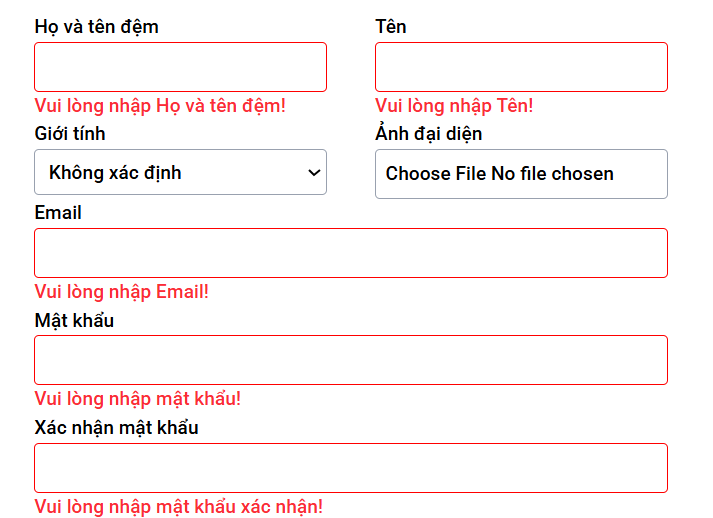 Họ và tên đệm
Tên
Vui lòng nhập Họ và tên đệm!
Vui lòng nhập Tên!
Giới tính
Ảnh đại diện
Không xác định
Choose File No file chosen
Email
Vui lòng nhập Email!
Mật khẩu
Vui lòng nhập mật khẩu!
Xác nhận mật khẩu
Vui lòng nhập mật khẩu xác nhận!